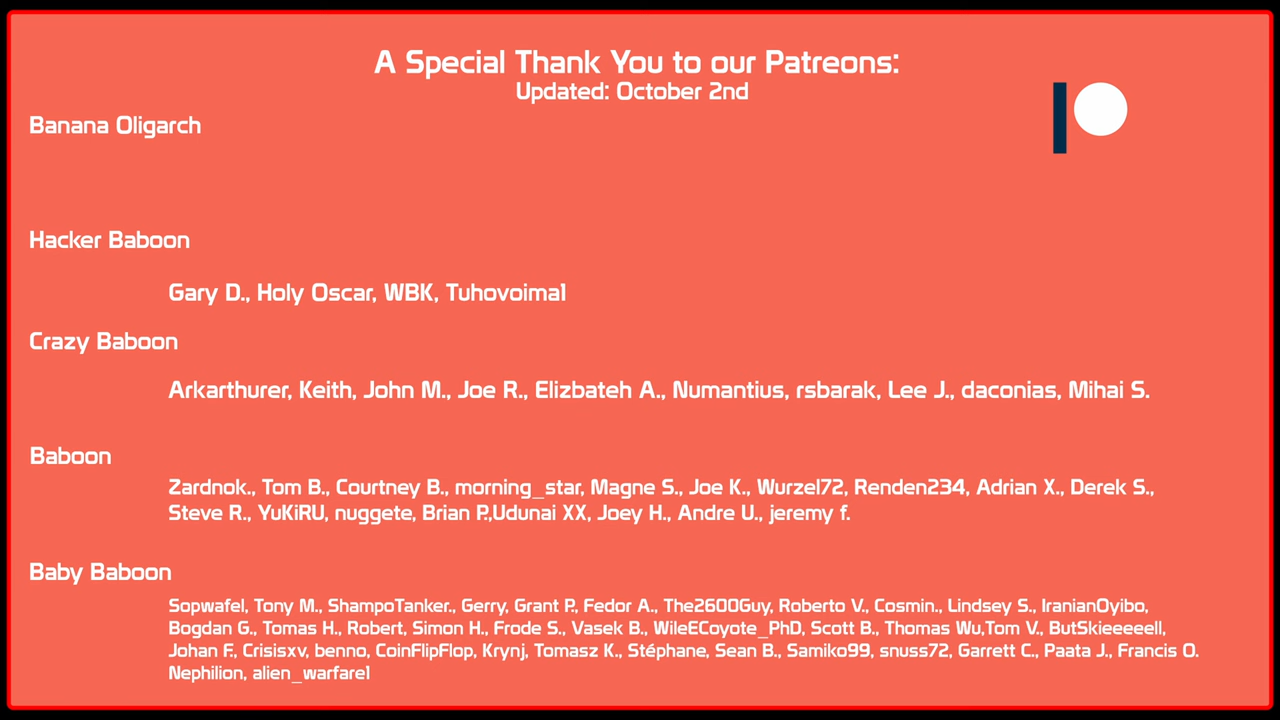 A Special Thank You to our Patreons:
Updated: October 2nd
Banana Oligarch
Hacker Baboon
Gary D., Holy Oscar, WBK, Tuhovoima1
Crazy Baboon
Arkarthurer, Keith, John M., Joe R., Elizbateh A., Numantius, rsbarak, Lee J., daconias, Mihai S.
Baboon
Zardnok., Tom B., Courtney B., morning_star, Magne S., Joe K., Wurzel72, Renden234, Adrian X., Derek S.,
Steve R., YuKiRU, nuggete, Brian P.,Udunai XX, Joey H., Andre U., jeremy f.
Baby Baboon
Sopwafel, Tony M., ShampoTanker., Gerry, Grant P., Fedor A., The2600Guy, Roberto V., Cosmin., Lindsey S., IranianOyibo,
Bogdan G., Tomas H., Robert, Simon H., Frode S., Vasek B., WileECoyote_PhD, Scott B., Thomas Wu,Tom V., ButSkieeeeell,
Johan F., Crisisxv, benno, CoinFlipFlop, Krynj, Tomasz K., Stéphane, Sean B., Samiko99, snuss72, Garrett C., Paata J., Francis O.
Nephilion, alien_warfare1